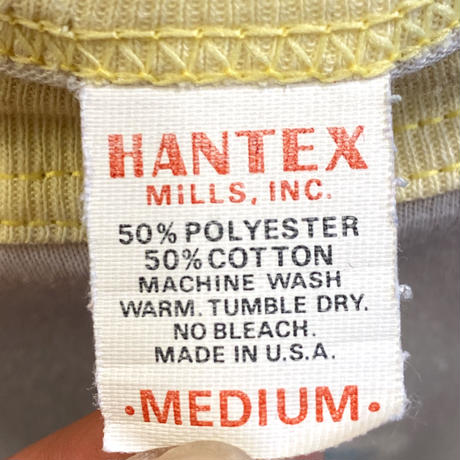 HANTEX
MILLS, INC.
50% POLYESTER
50% COTTON
MACHINE WASH
WARM. TUMBLE DRY.
NO BLEACH.
MADE IN U.S.A.
·MEDIUM·